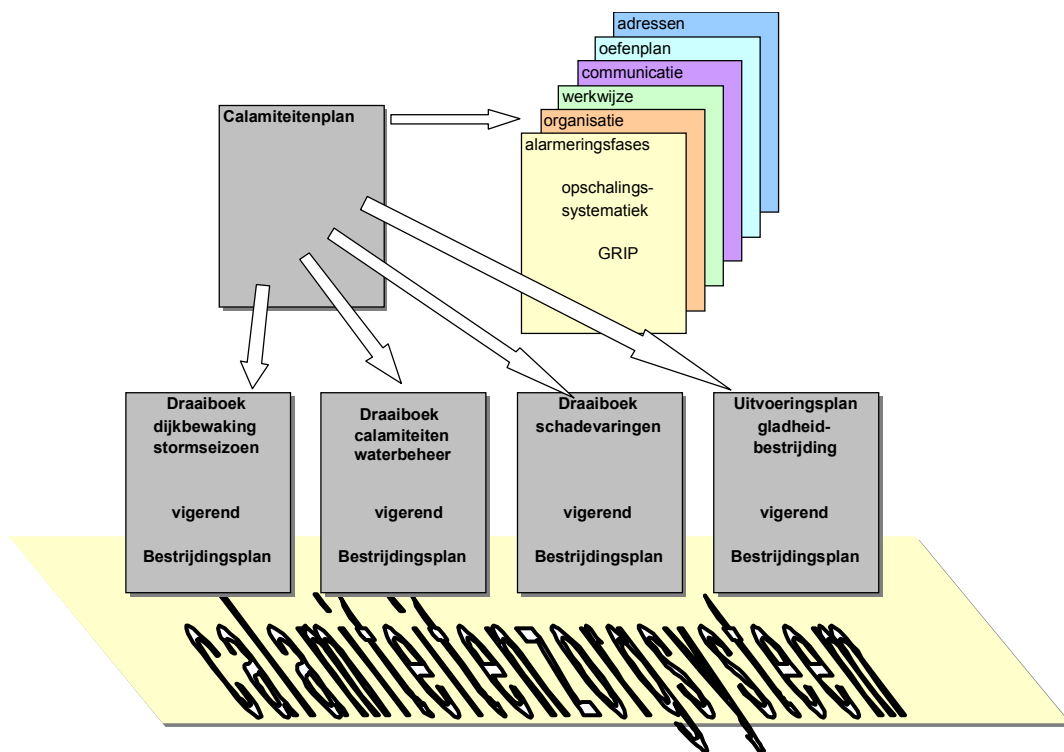 adressen
oefenplan
communicatie
werkwijze
organisatie
alarmeringsfases
opschalings-
systematiek
GRIP
Calamiteitenplan
Draaiboek
dijkbewaking
stormseizoen
vigerend
Bestrijdingsplan
Draaiboek
calamiteiten
waterbeheer
vigerend
Bestrijdingsplan
Draaiboek
schadevaringen
vigerend
Bestrijdingsplan
Uitvoeringsplan
gladheid-
bestrijding
vigerend
Bestrijdingsplan
calamiteitenzorgsysteem